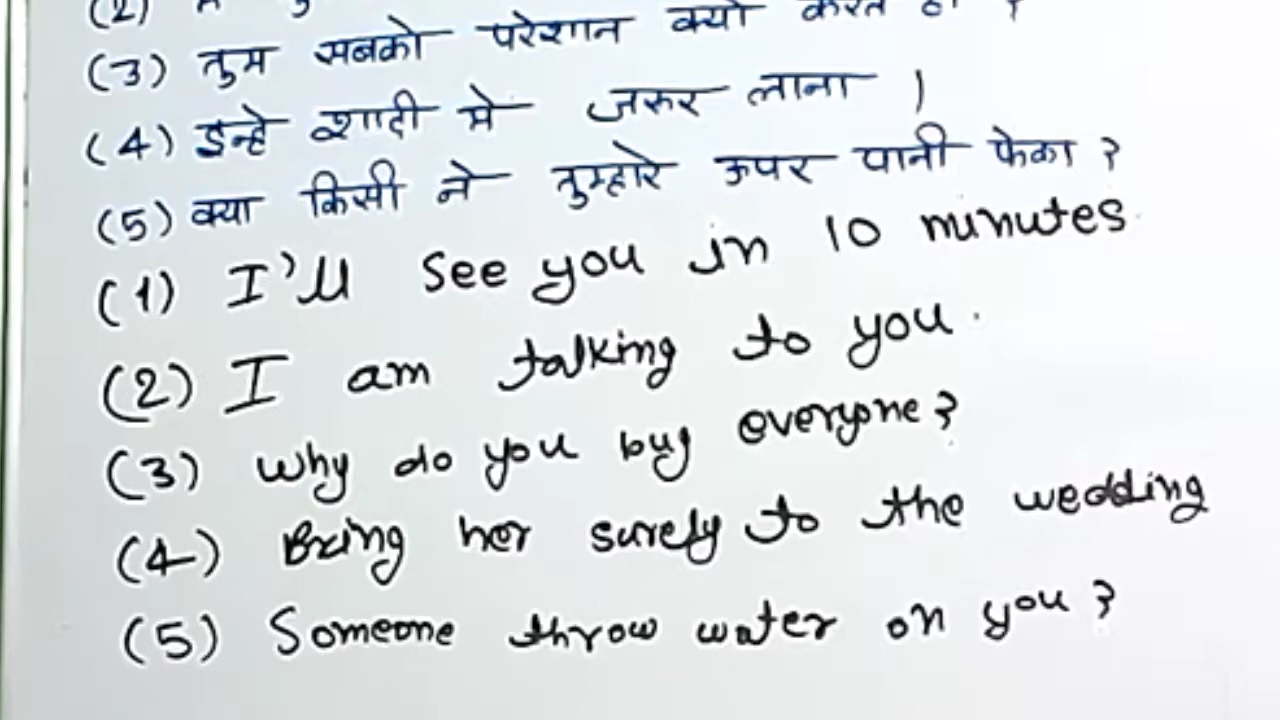 (2) में
(3) तुम सबको परेशान क्यो करते हो ?
(4) इन्हे शादी मे जरुर लाना ।
(5) क्या किसी ने तुम्हारे ऊपर पानी फेका ?
(1) I'll see you in 10 minutes
(2) I am talking to you.
(3) Why do you bug everyone?
(4) Bring her surely to the wedding
(5) Someone throw water on you?